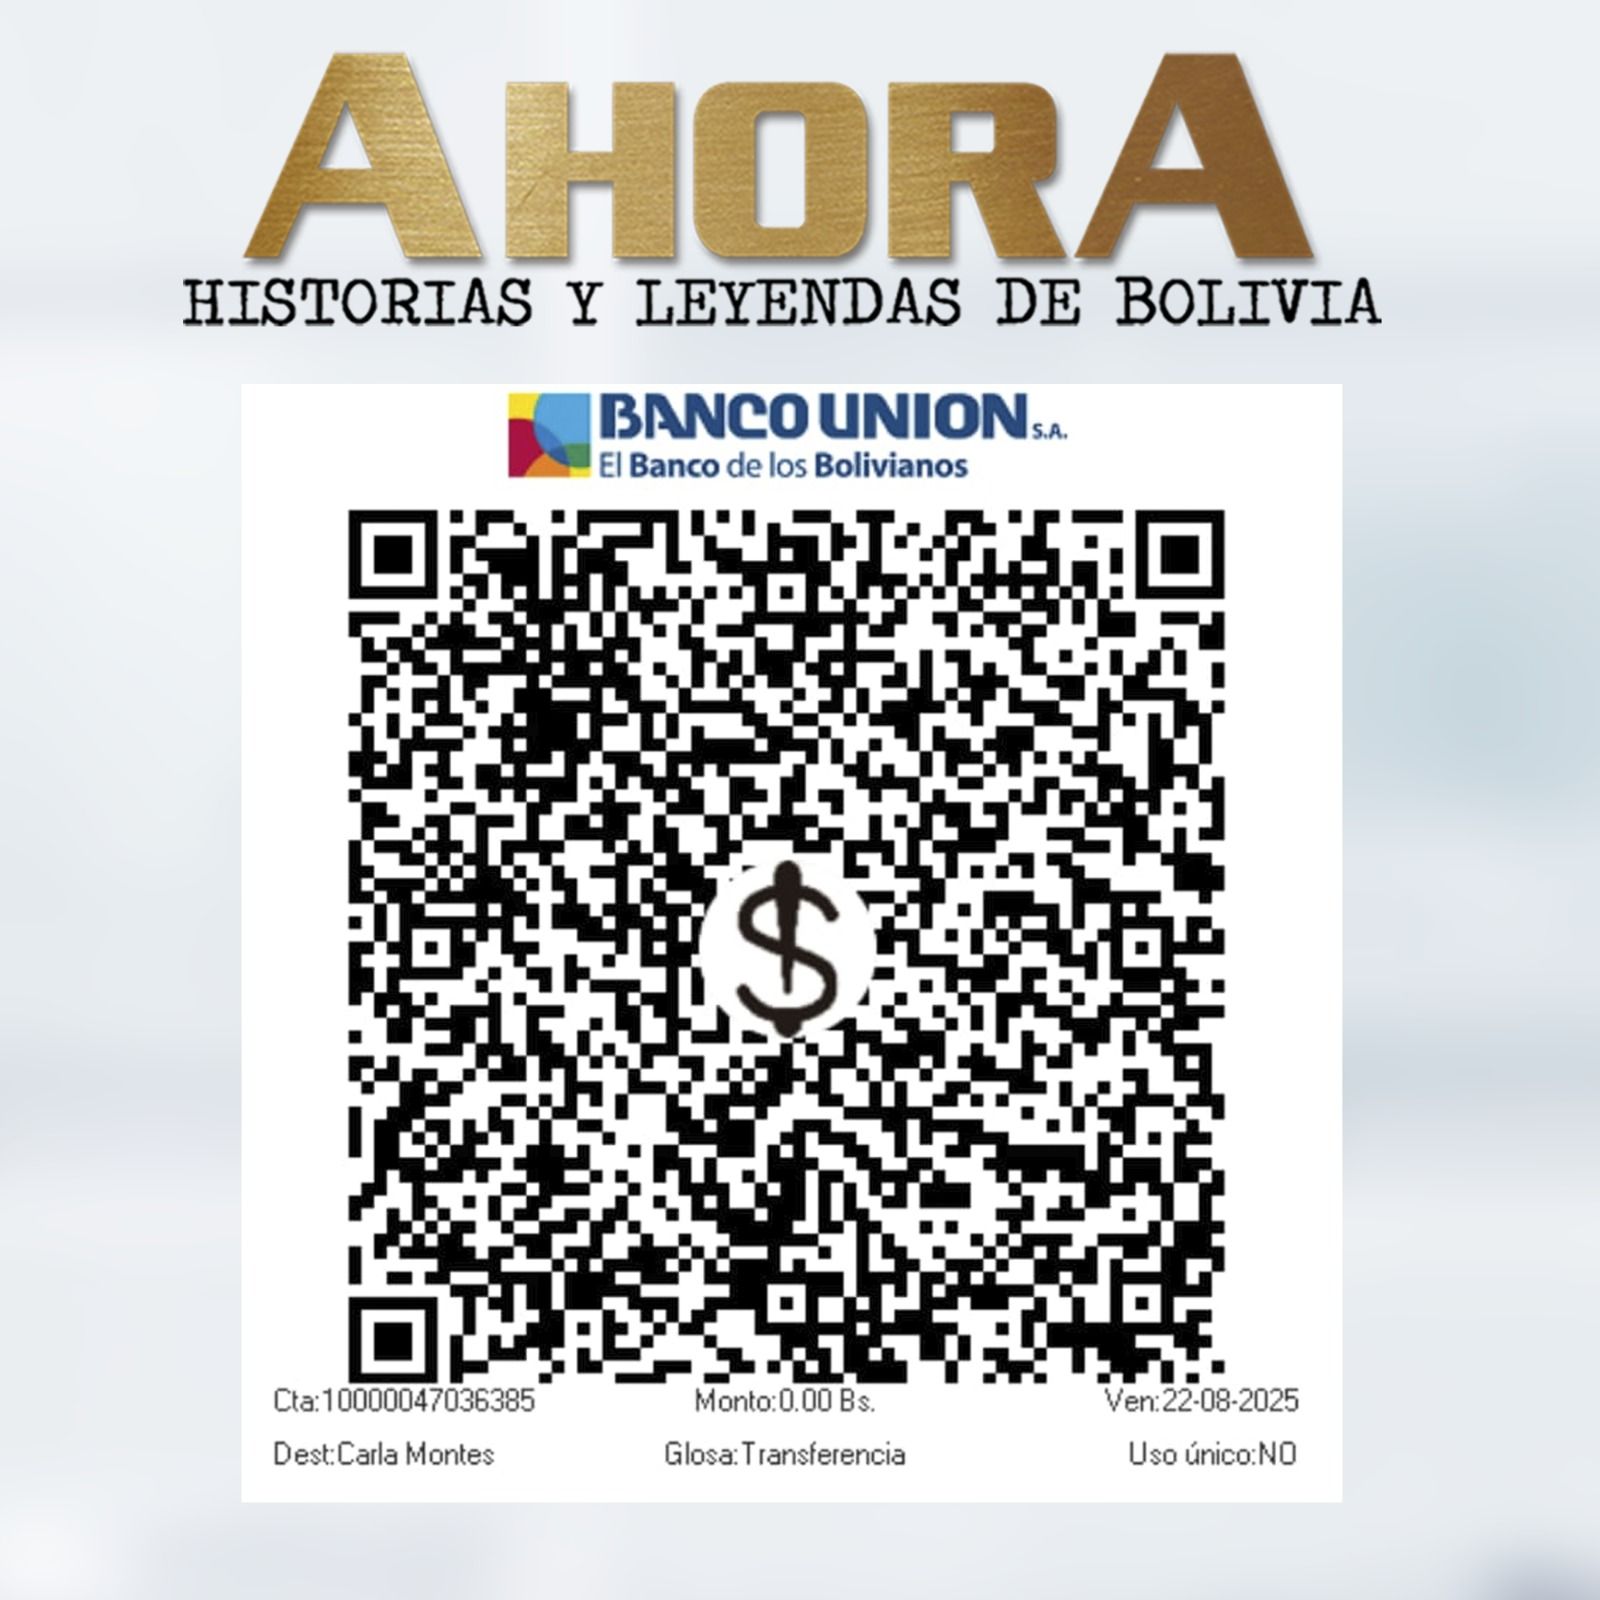 AHORA
HISTORIAS Y LEYENDAS DE BOLIVIA
BANCO UNION S.A.
El Banco de los Bolivianos
$
Cta:10000047036385 Monto:0.00 Bs. Ven:22-08-2025
Dest:Carla Montes Glosa:Transferencia Uso único:NO